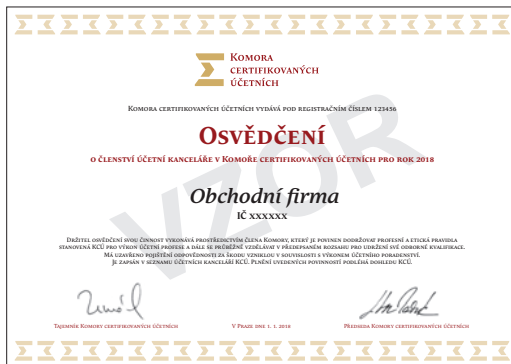 Komora
certifikovaných
účetních
Komora certifikovaných účetních vydává pod registračním číslem 123456
Osvědčení
o členství účetní kanceláře v Komoře certifikovaných účetních pro rok 2018
VZOR
Obchodní firma
IČ xxxxxx
Držitel osvědčení svou činnost vykonává prostřednictvím člena Komory, který je povinen dodržovat profesní a etická pravidla
stanovená KCÚ pro výkon účetní profese a dále se průběžně vzdělávat v předepsaném rozsahu pro udržení své odborné kvalifikace.
Má uzavřeno pojištění odpovědnosti za škodu vzniklou v souvislosti s výkonem účetního poradenství.
Je zapsán v seznamu účetních kanceláří KCÚ. Plnění uvedených povinností podléhá dohledu KCÚ.
Tajemník Komory certifikovaných účetních V Praze dne 1. 1. 2018 Předseda Komory certifikovaných účetních